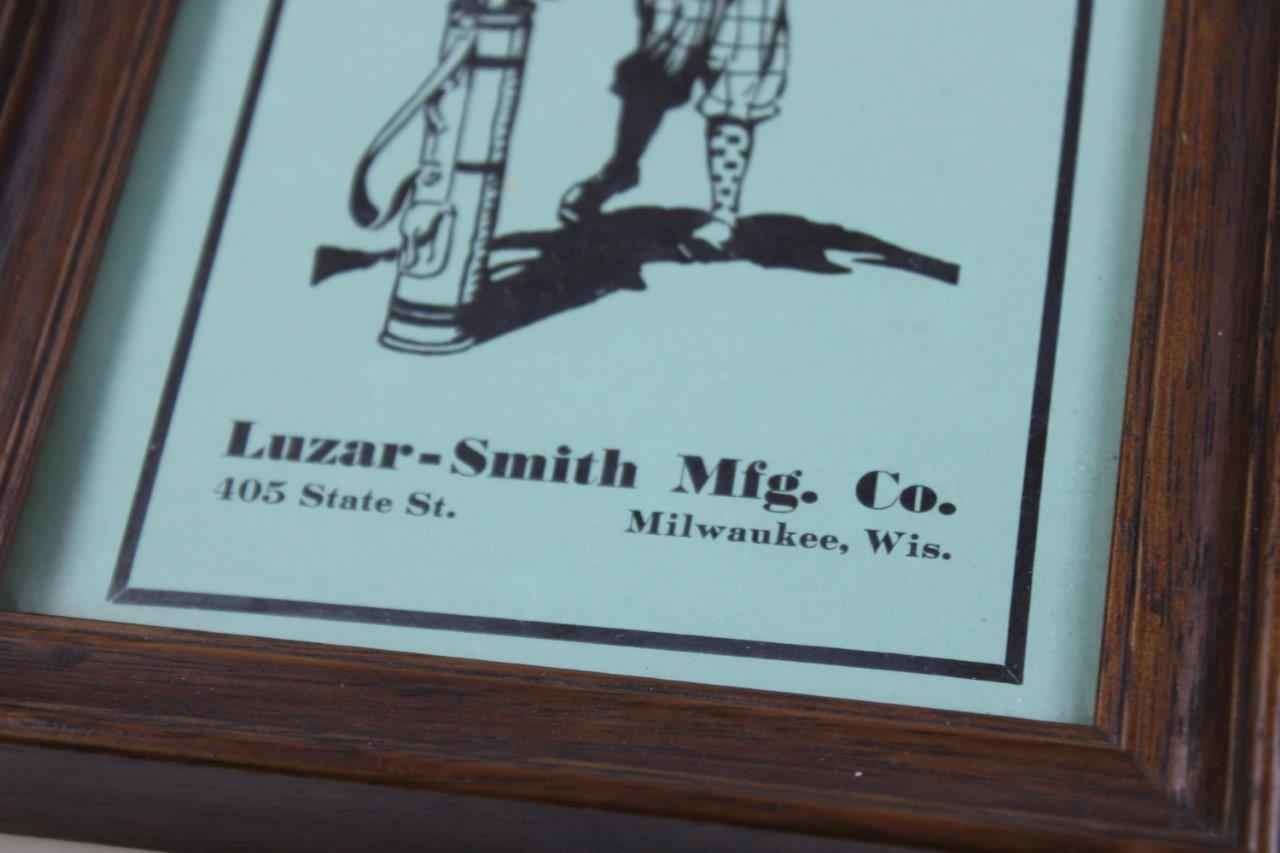 Luzar-Smith Mfg. Co.
405 State St. Milwaukee, Wis.